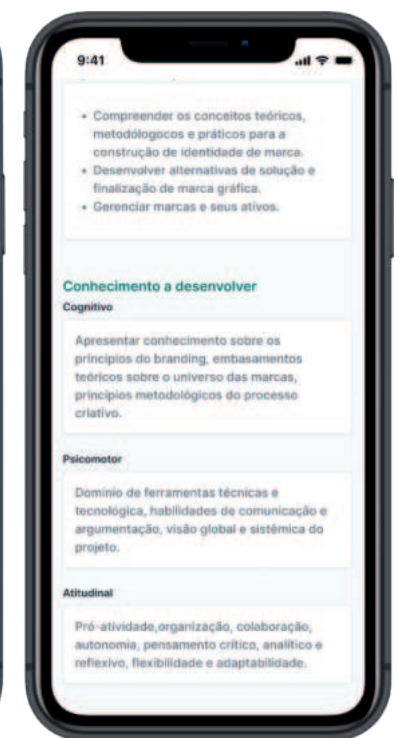 9:41
• Compreender os conceitos teóricos,
metodólogocos e práticos para a
construção de identidade de marca.
• Desenvolver alternativas de solução e
finalização de marca gráfica.
• Gerenciar marcas e seus ativos.
Conhecimento a desenvolver
Cognitivo
Apresentar conhecimento sobre os
princípios do branding, embasamentos
teóricos sobre o universo das marcas,
princípios metodológicos do processo
criativo.
Psicomotor
Domínio de ferramentas técnicas e
tecnológica, habilidades de comunicação e
argumentação, visão global e sistêmica do
projeto.
Atitudinal
Pró-atividade,organização, colaboração,
autonomia, pensamento crítico, analítico e
reflexivo, flexibilidade e adaptabilidade.